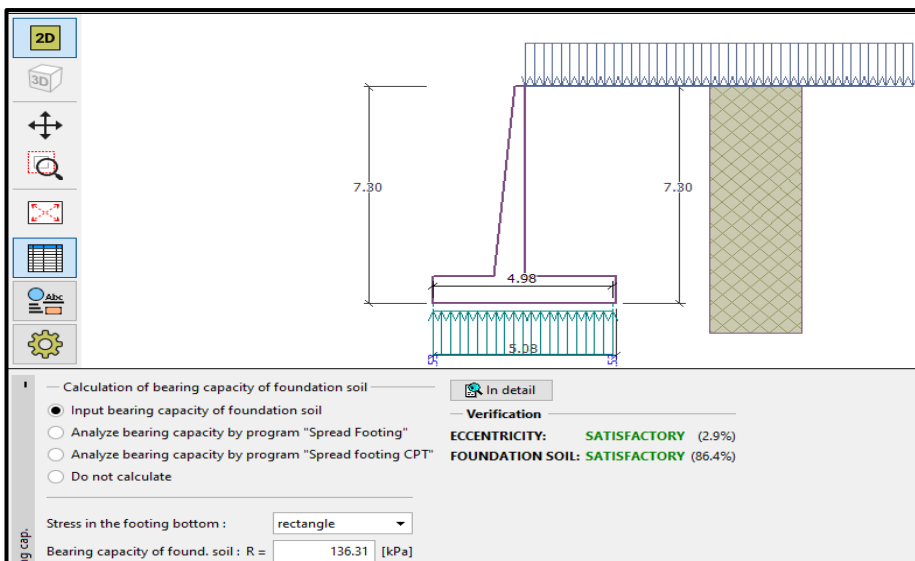 2D
3D
7.30
7.30
4.98
5.08
Abc
Calculation of bearing capacity of foundation soil
Input bearing capacity of foundation soil
Analyze bearing capacity by program "Spread Footing"
Analyze bearing capacity by program "Spread footing CPT"
Do not calculate
In detail
Verification
ECCENTRICITY: SATISFACTORY (2.9%)
FOUNDATION SOIL: SATISFACTORY (86.4%)
Stress in the footing bottom : rectangle
Bearing capacity of found. soil : R = 136.31 [kPa]
cap.